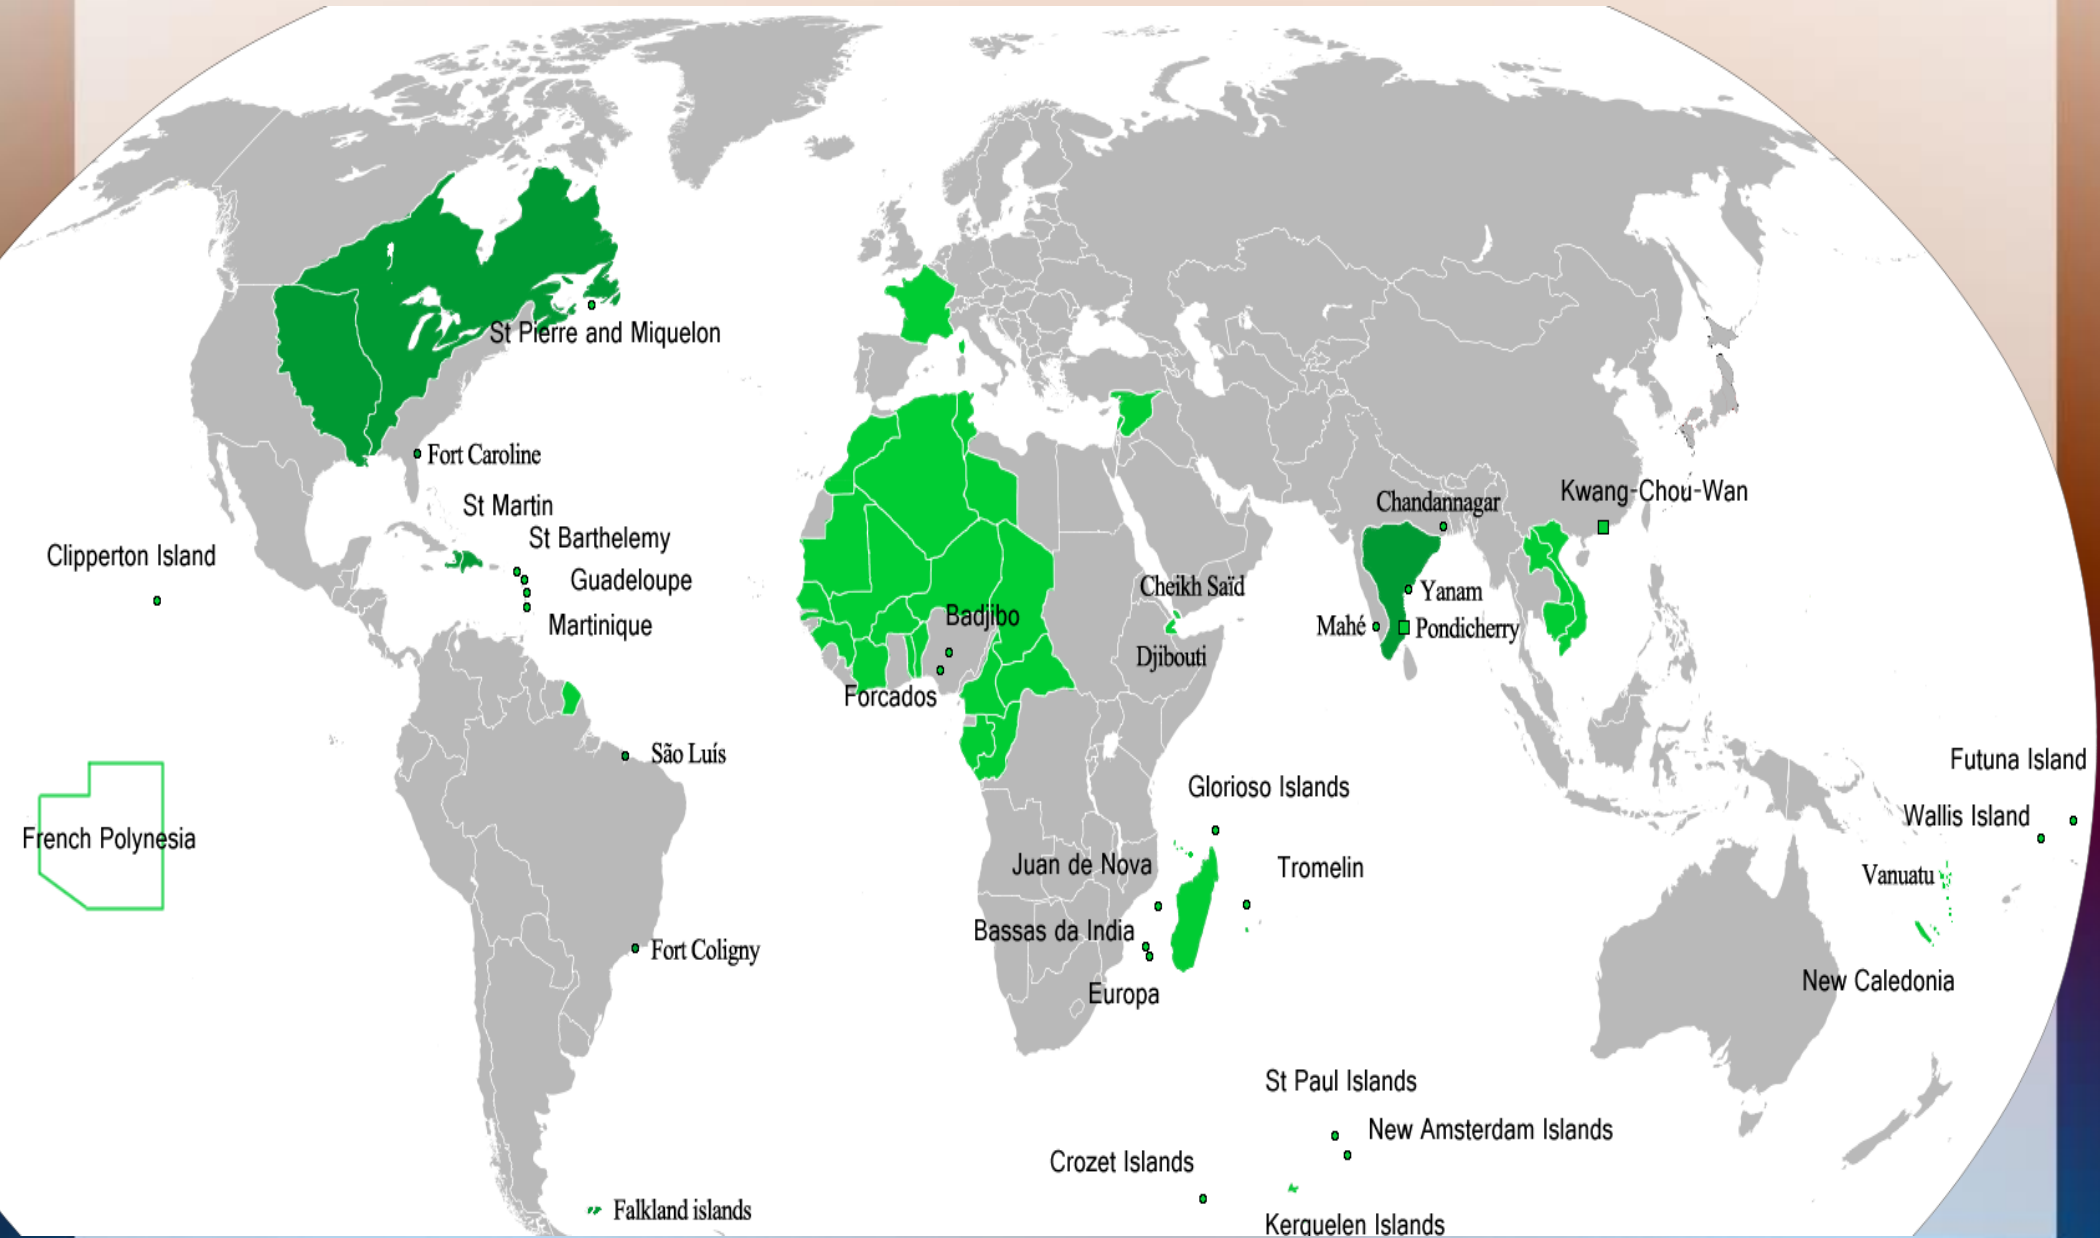 St Pierre and Miquelon
Fort Caroline
St Martin
Chandannagar
Kwang-Chou-Wan
St Barthelemy
Clipperton Island
Guadeloupe
Cheikh Saïd
Yanam
Badjibo
Martinique
Mahé
Pondicherry
Djibouti
Forcados
São Luís
Futuna Island
Glorioso Islands
Wallis Island
French Polynesia
Juan de Nova
Tromelin
Vanuatu
Bassas da India
Fort Coligny
New Caledonia
Europa
St Paul Islands
New Amsterdam Islands
Crozet Islands
Falkland islands
Kerguelen Islands